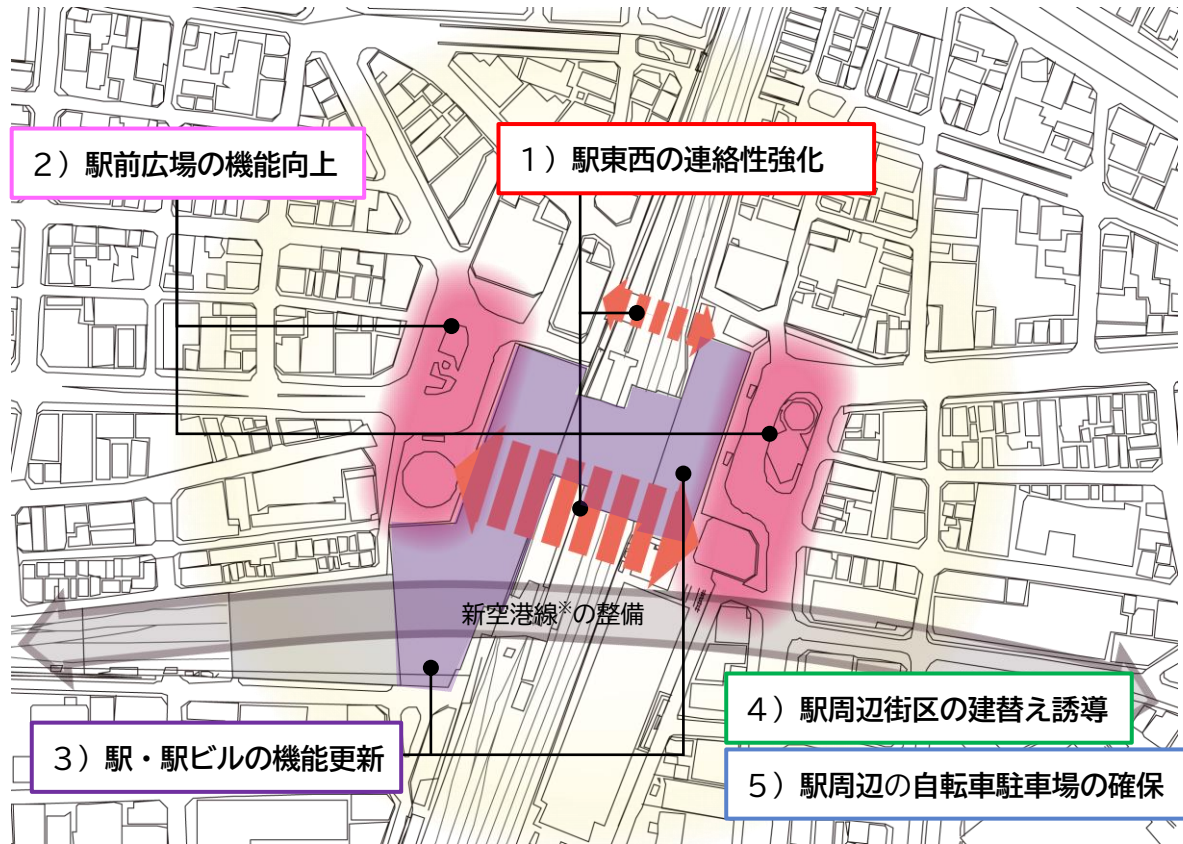 2）駅前広場の機能向上
1）駅東西の連絡性強化
新空港線※の整備
3）駅・駅ビルの機能更新
4）駅周辺街区の建替え誘導
5）駅周辺の自転車駐車場の確保